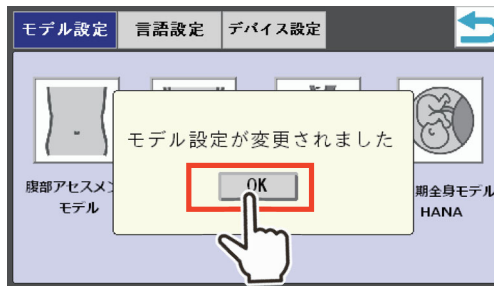 モデル設定 言語設定 デバイス設定
モデル設定が変更されました
OK
腹部アセスメン
モデル
期全身モデル
HANA